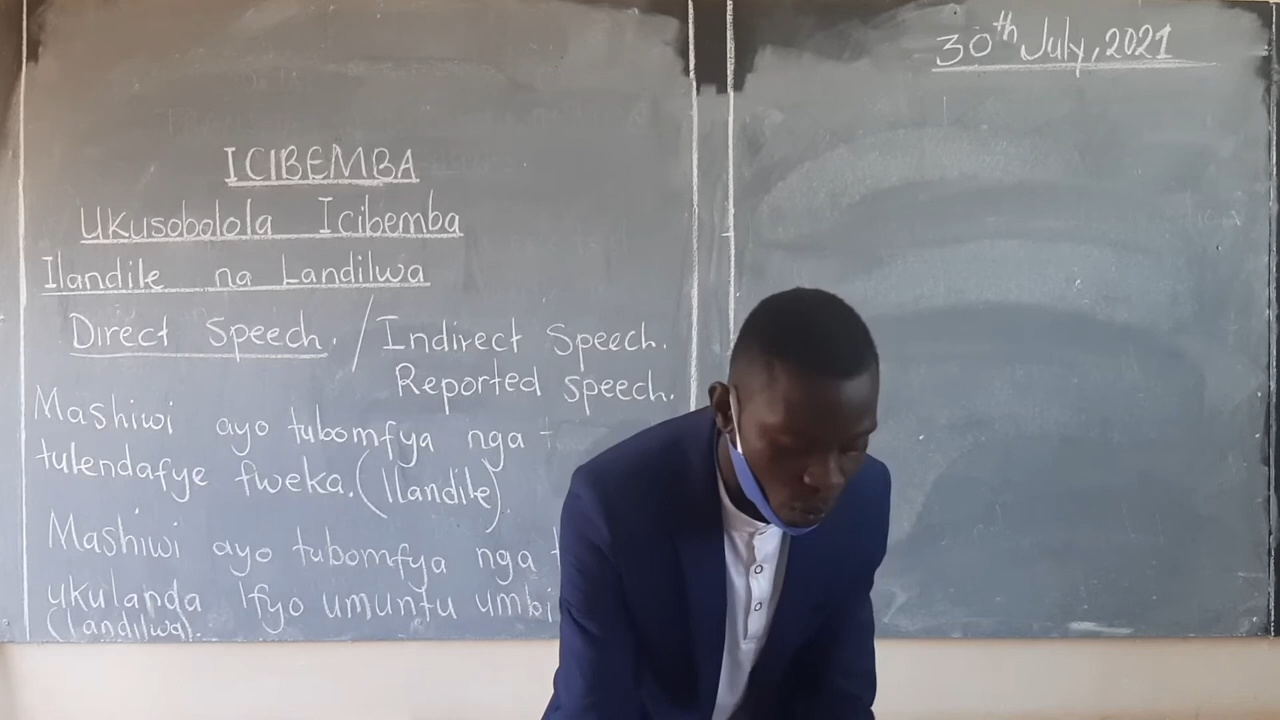 30th July, 2021
ICIBEMBA
Ukusobolola Icibemba
Ilandile na Landilwa
Direct Speech. / Indirect Speech.
Reported speech.
Mashiwi ayo tubomfya nga t
tulendafye fweka. (Ilandile)
Mashiwi ayo tubomfya nga t
ukulanda Ifyo umuntu umbi
(landilwa).